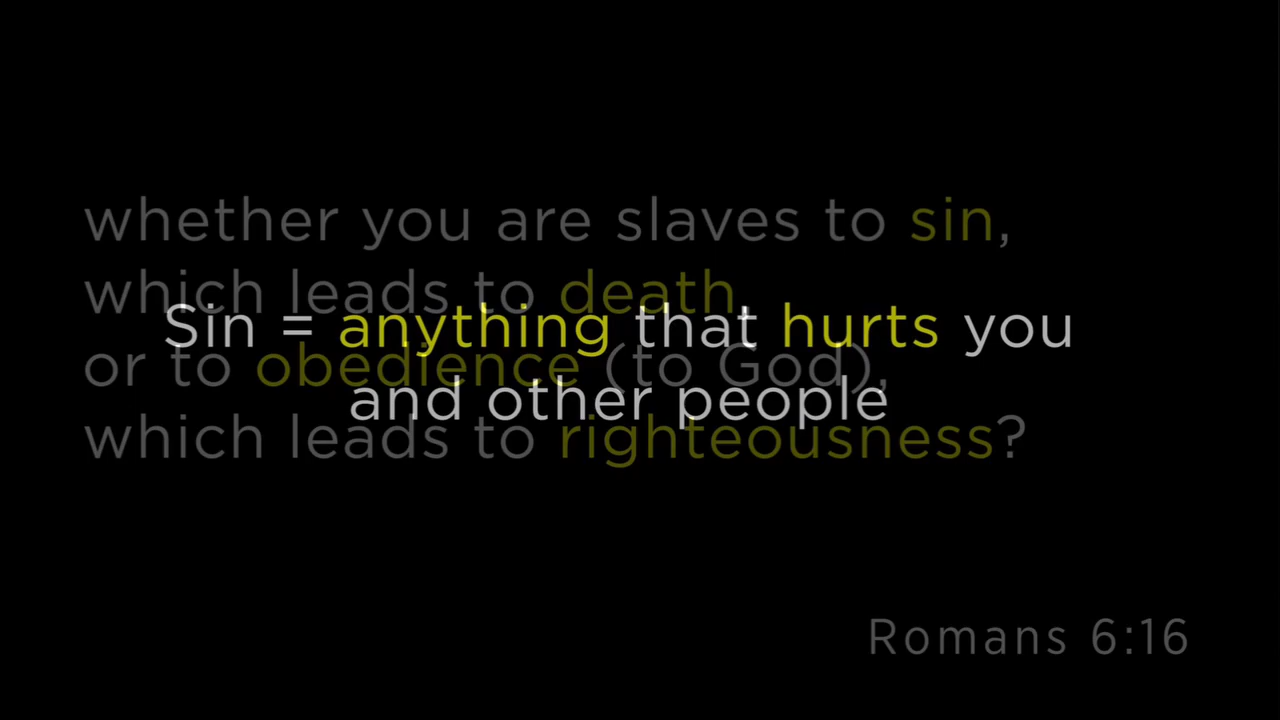 whether you are slaves to sin,
which leads to death,
Sin = anything that hurts you
or to obedience (to God),
and other people
which leads to righteousness?
Romans 6:16